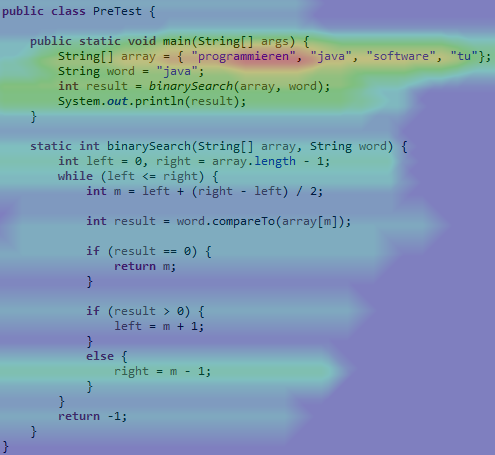 public class PreTest {
public static void main(String[] args) {
String[] array = { "programmieren", "java", "software", "tu"};
String word = "java";
int result = binarySearch(array, word);
System.out.println(result);
}
static int binarySearch(String[] array, String word) {
int left = 0, right = array.length - 1;
while (left <= right) {
int m = left + (right - left) / 2;
int result = word.compareTo(array[m]);
if (result == 0) {
return m;
}
if (result > 0) {
left = m + 1;
}
else {
right = m - 1;
}
}
return -1;
}
}